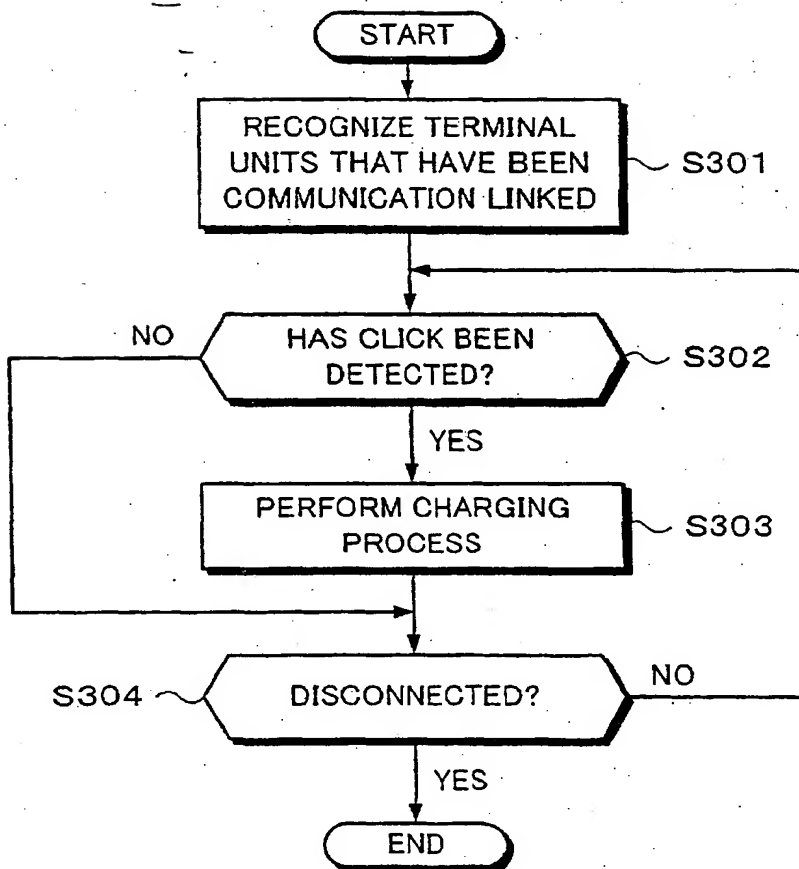 START
RECOGNIZE TERMINAL
UNITS THAT HAVE BEEN
COMMUNICATION LINKED
S301
NO
HAS CLICK BEEN
DETECTED?
S302
YES
PERFORM CHARGING
PROCESS
S303
S304
DISCONNECTED?
NO
YES
END